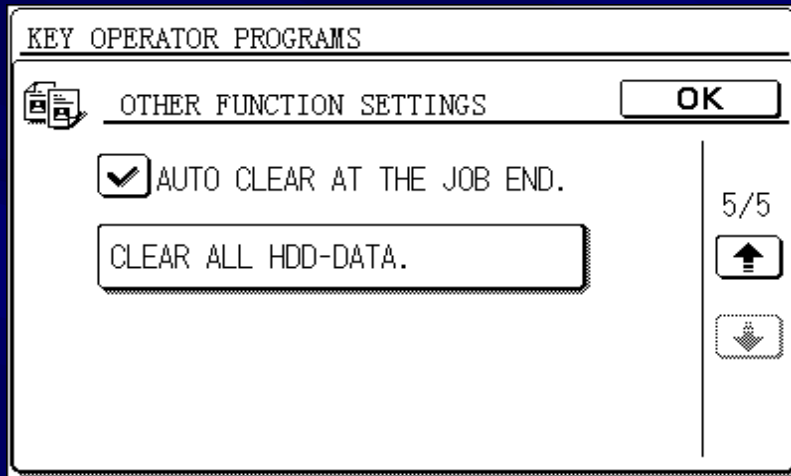 KEY OPERATOR PROGRAMS
OTHER FUNCTION SETTINGS
OK
AUTO CLEAR AT THE JOB END.
5/5
CLEAR ALL HDD-DATA.